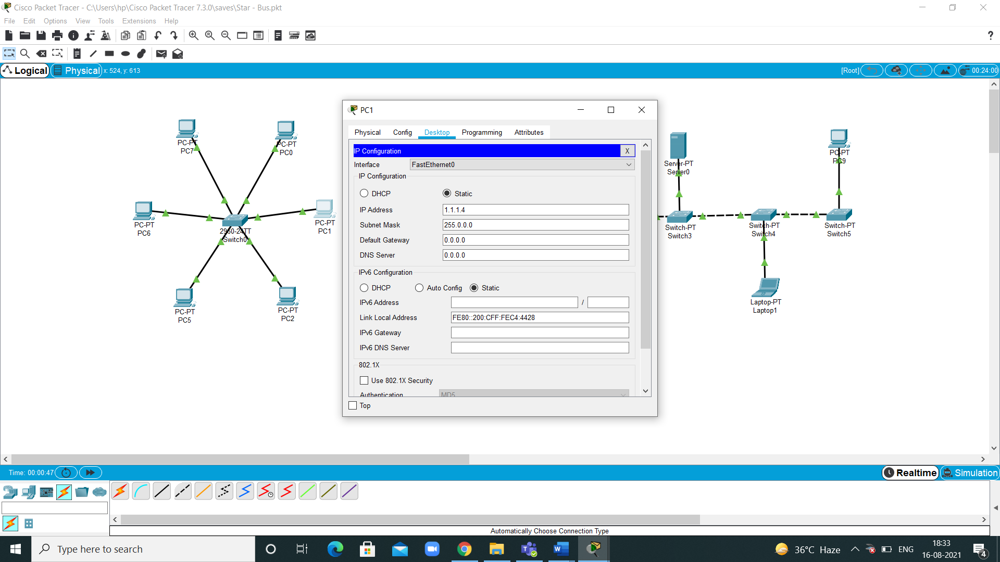 Cisco Packet Tracer - C:\Users\hp\Cisco Packet Tracer 7.3.0\saves\Star - Bus.pkt
File Edit Options View Tools Extensions Help
?
Logical Physical x: 524, y: 613 [Root] 00:24:00
PC-PT
PC7
PC-PT
PC0
PC-PT
PC6
2960-24TT
Switch0
PC-PT
PC1
PC-PT
PC5
PC-PT
PC2
PC1
Physical Config Desktop Programming Attributes
IP Configuration X
Interface FastEthernet0
IP Configuration
DHCP Static
IP Address 1.1.1.4
Subnet Mask 255.0.0.0
Default Gateway 0.0.0.0
DNS Server 0.0.0.0
IPv6 Configuration
DHCP Auto Config Static
IPv6 Address /
Link Local Address FE80::200:CFF:FEC4:4428
IPv6 Gateway
IPv6 DNS Server
802.1X
Use 802.1X Security
Authentication MD5
Top
Server-PT
Server0
PC-PT
PC9
Switch-PT
Switch3
Switch-PT
Switch4
Switch-PT
Switch5
Laptop-PT
Laptop1
Time: 00:00:47 Realtime Simulation
Automatically Choose Connection Type
Type here to search
36°C Haze ENG 18:33
16-08-2021
4